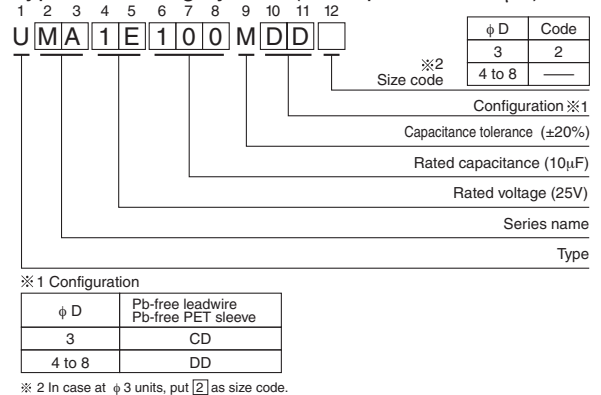 1 2 3 4 5 6 7 8 9 10 11 12
U M A 1 E 1 0 0 M D D
φ D Code
3 2
4 to 8 ——
※2
Size code
Configuration ※1
Capacitance tolerance (±20%)
Rated capacitance (10μF)
Rated voltage (25V)
Series name
Type
※1 Configuration
φ D Pb-free leadwire
Pb-free PET sleeve
3 CD
4 to 8 DD
※ 2 In case at φ 3 units, put 2 as size code.